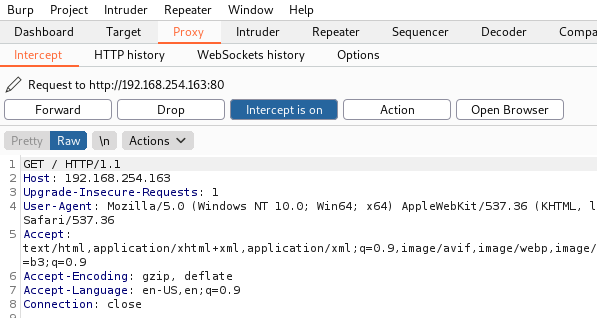 Burp Project Intruder Repeater Window Help
Dashboard Target Proxy Intruder Repeater Sequencer Decoder Compa
Intercept HTTP history WebSockets history Options
Request to http://192.168.254.163:80
Forward Drop Intercept is on Action Open Browser
Pretty Raw \n Actions
1 GET / HTTP/1.1
2 Host: 192.168.254.163
3 Upgrade-Insecure-Requests: 1
4 User-Agent: Mozilla/5.0 (Windows NT 10.0; Win64; x64) AppleWebKit/537.36 (KHTML, l
Safari/537.36
5 Accept:
text/html,application/xhtml+xml,application/xml;q=0.9,image/avif,image/webp,image/
=b3;q=0.9
6 Accept-Encoding: gzip, deflate
7 Accept-Language: en-US,en;q=0.9
8 Connection: close
9